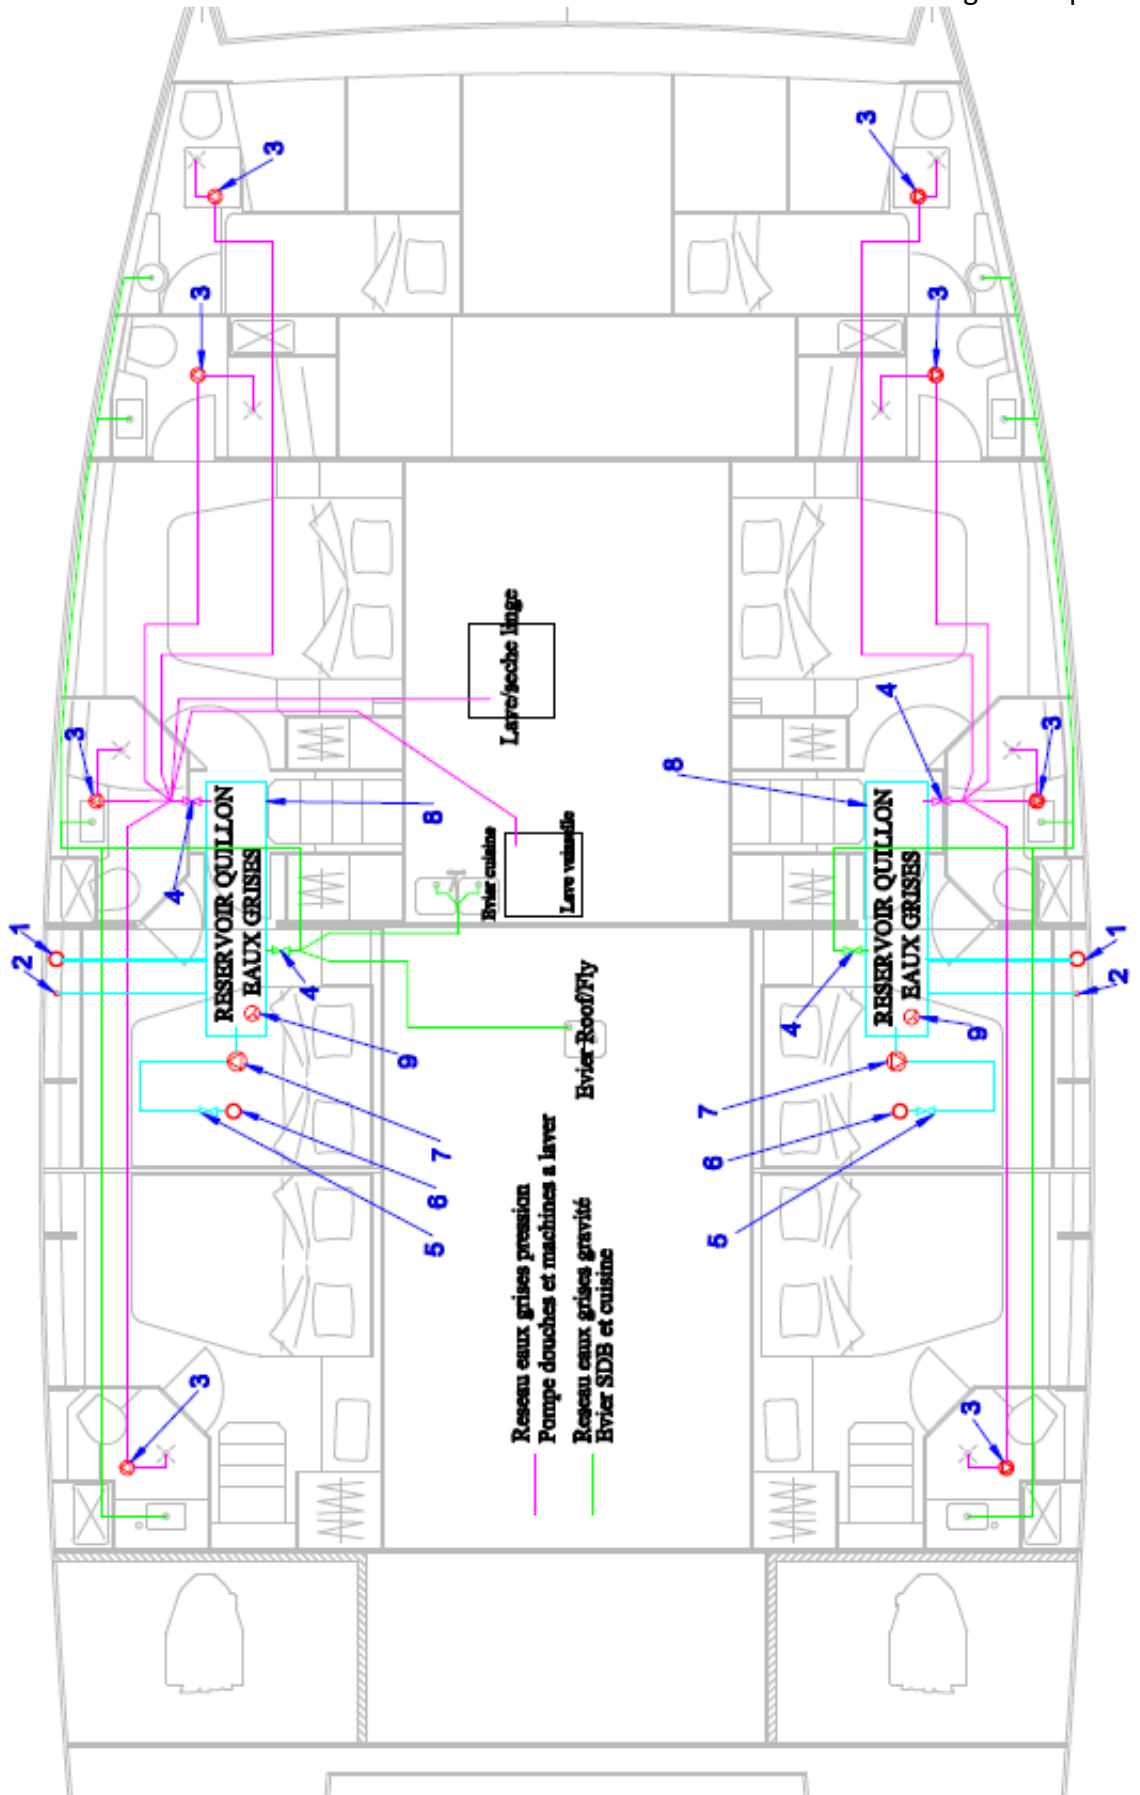 3
3
3
3
Lave/seche linge
3
4
8
4
3
8
RESERVOIR QUILLON
EAUX GRISES
4
Evier cuisine
Lave vaisselle
RESERVOIR QUILLON
EAUX GRISES
1
2
4
9
Evier Roof/Fly
4
9
1
2
7
6
5
7
6
5
Reseau eaux grises pression
Pompe douches et machines a laver
Reseau eaux grises gravité
Evier SDB et cuisine
3
3